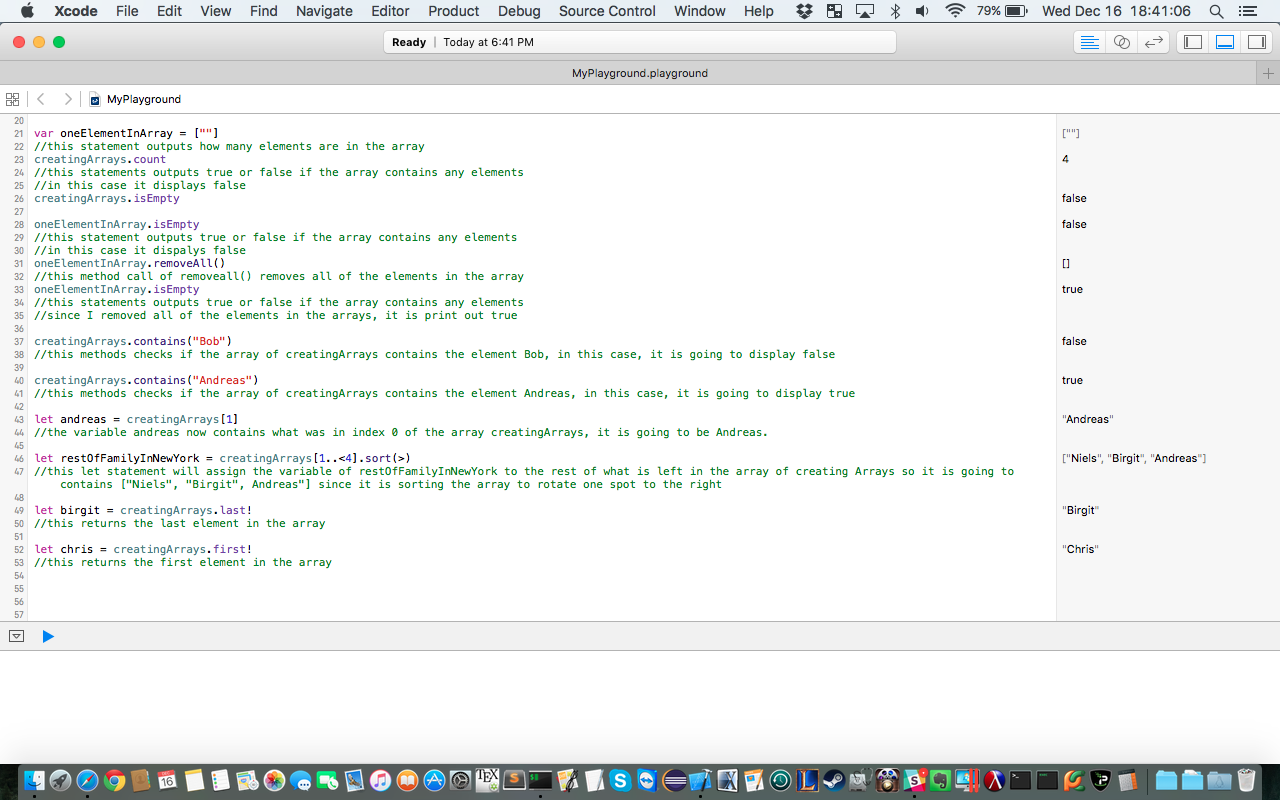 Xcode File Edit View Find Navigate Editor Product Debug Source Control Window Help 79% Wed Dec 16 18:41:06
Ready | Today at 6:41 PM
MyPlayground.playground
MyPlayground
20
21 var oneElementInArray = [""] [""]
22 //this statement outputs how many elements are in the array
23 creatingArrays.count 4
24 //this statements outputs true or false if the array contains any elements
25 //in this case it displays false
26 creatingArrays.isEmpty false
27
28 oneElementInArray.isEmpty false
29 //this statement outputs true or false if the array contains any elements
30 //in this case it dispalys false
31 oneElementInArray.removeAll() []
32 //this method call of removeall() removes all of the elements in the array
33 oneElementInArray.isEmpty true
34 //this statements outputs true or false if the array contains any elements
35 //since I removed all of the elements in the arrays, it is print out true
36
37 creatingArrays.contains("Bob") false
38 //this methods checks if the array of creatingArrays contains the element Bob, in this case, it is going to display false
39
40 creatingArrays.contains("Andreas") true
41 //this methods checks if the array of creatingArrays contains the element Andreas, in this case, it is going to display true
42
43 let andreas = creatingArrays[1] "Andreas"
44 //the variable andreas now contains what was in index 0 of the array creatingArrays, it is going to be Andreas.
45
46 let restOfFamilyInNewYork = creatingArrays[1..<4].sort(>) ["Niels", "Birgit", "Andreas"]
47 //this let statement will assign the variable of restOfFamilyInNewYork to the rest of what is left in the array of creating Arrays so it is going to
contains ["Niels", "Birgit", Andreas"] since it is sorting the array to rotate one spot to the right
48
49 let birgit = creatingArrays.last! "Birgit"
50 //this returns the last element in the array
51
52 let chris = creatingArrays.first! "Chris"
53 //this returns the first element in the array
54
55
56
57
16
TEX